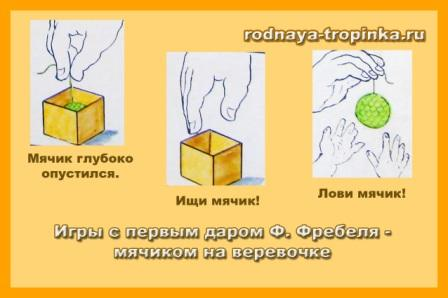 rodnaya-tropinka.ru
Мячик глубоко
опустился.
Ищи мячик!
Лови мячик!
Игры с первым даром Ф. Фребеля -
мячиком на веревочке